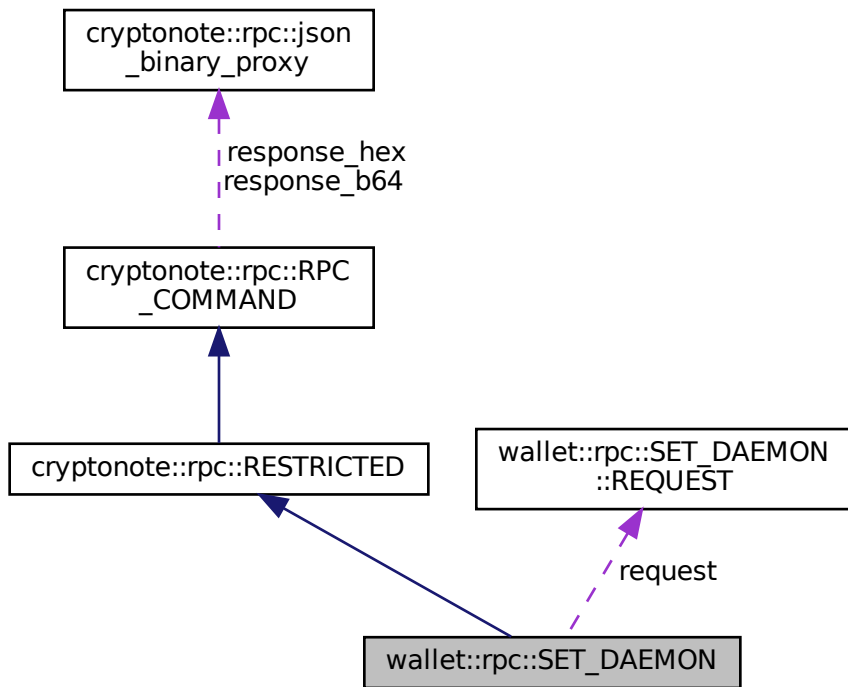 cryptonote::rpc::json
_binary_proxy
response_hex
response_b64
cryptonote::rpc::RPC
_COMMAND
cryptonote::rpc::RESTRICTED
wallet::rpc::SET_DAEMON
::REQUEST
request
wallet::rpc::SET_DAEMON